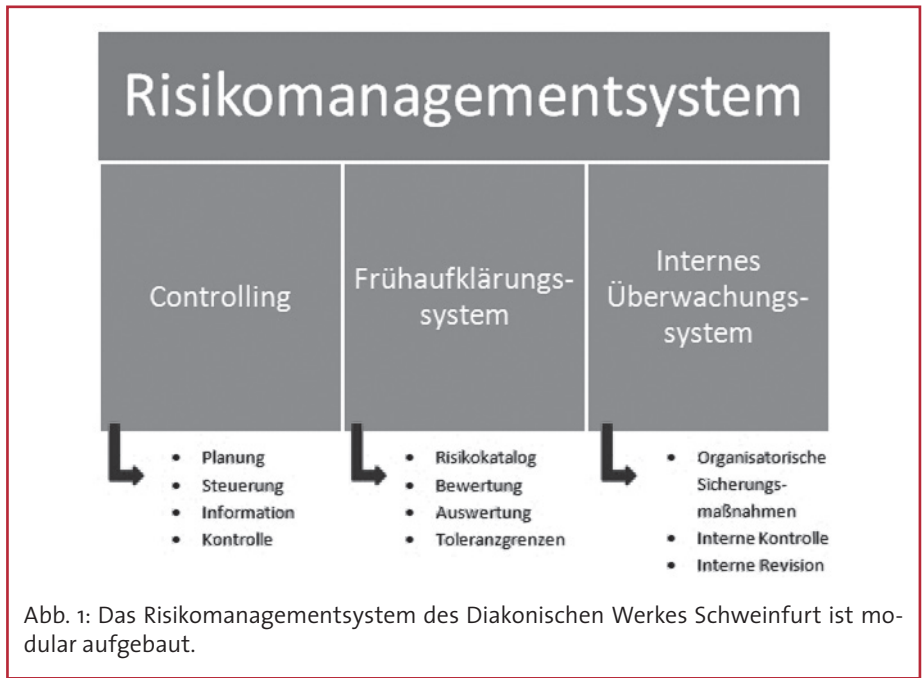 Risikomanagementsystem
Controlling
Frühaufklärungs-
system
Internes
Überwachungs-
system
• Planung
• Steuerung
• Information
• Kontrolle
• Risikokatalog
• Bewertung
• Auswertung
• Toleranzgrenzen
• Organisatorische
Sicherungs-
maßnahmen
• Interne Kontrolle
• Interne Revision
Abb. 1: Das Risikomanagementsystem des Diakonischen Werkes Schweinfurt ist mo-
dular aufgebaut.